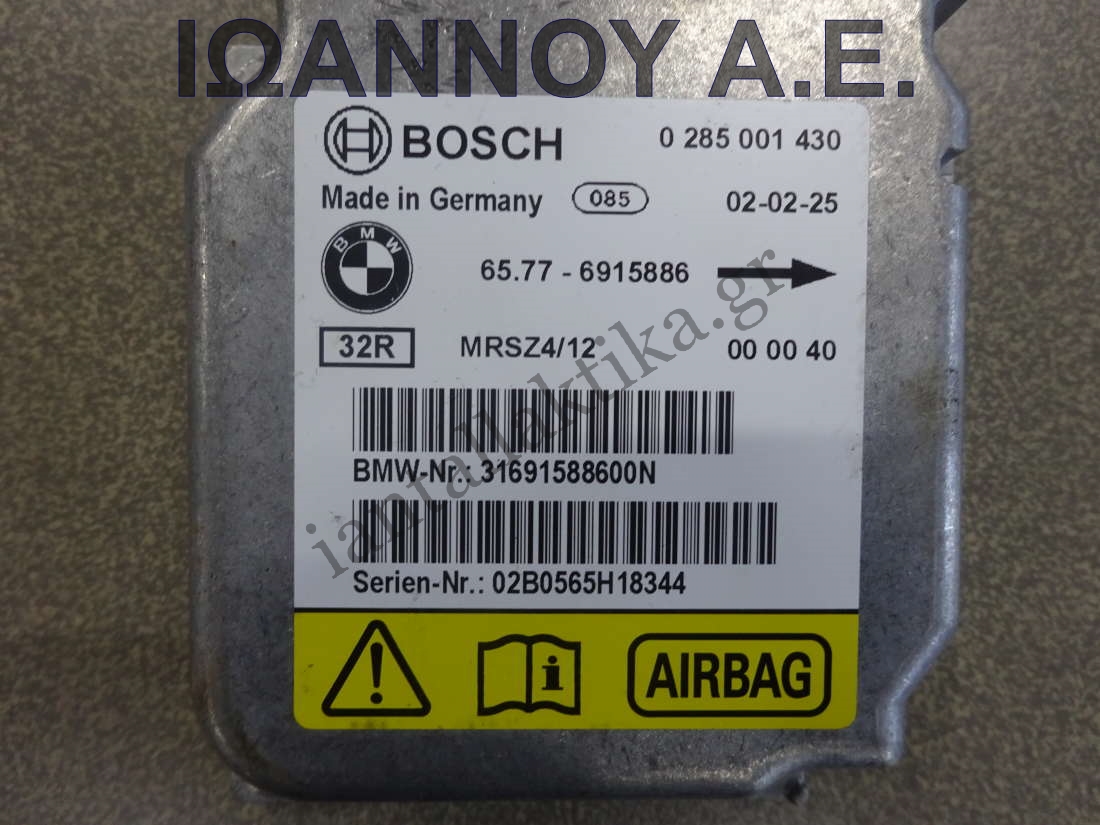 ΙΩΑΝΝΟΥ Α.Ε.
BOSCH 0 285 001 430
Made in Germany 085 02-02-25
BMW 65.77 - 6915886
32R MRSZ4/12 00 00 40
BMW-Nr.: 31691588600N
Serien-Nr.: 02B0565H18344
iantallaktika.gr
AIRBAG